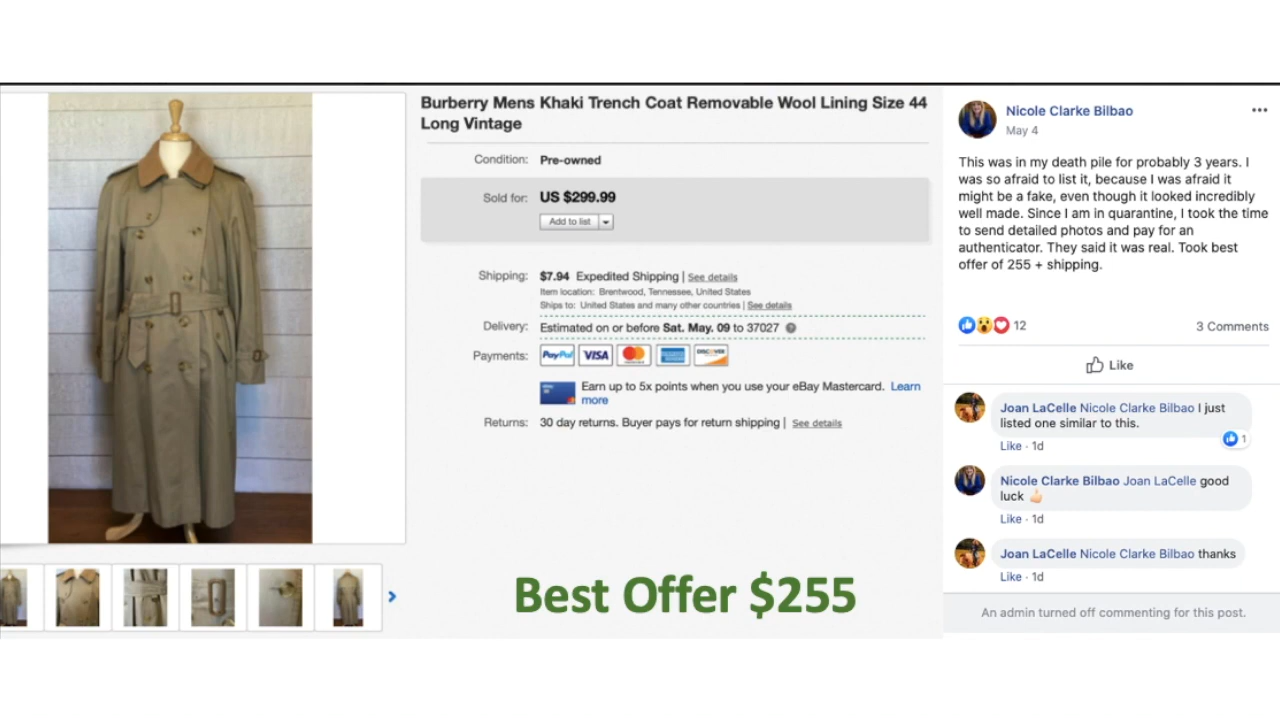 Burberry Mens Khaki Trench Coat Removable Wool Lining Size 44
Long Vintage
Condition: Pre-owned
Sold for: US $299.99
Add to list
Shipping: $7.94 Expedited Shipping | See details
Item location: Brentwood, Tennessee, United States
Ships to: United States and many other countries | See details
Delivery: Estimated on or before Sat. May. 09 to 37027 ?
Payments: PayPal VISA MasterCard DISCOVER
Earn up to 5x points when you use your eBay Mastercard. Learn
more
Returns: 30 day returns. Buyer pays for return shipping | See details
Best Offer $255
Nicole Clarke Bilbao
May 4
This was in my death pile for probably 3 years. I
was so afraid to list it, because I was afraid it
might be a fake, even though it looked incredibly
well made. Since I am in quarantine, I took the time
to send detailed photos and pay for an
authenticator. They said it was real. Took best
offer of 255 + shipping.
12 3 Comments
Like
Joan LaCelle Nicole Clarke Bilbao I just
listed one similar to this.
1
Like · 1d
Nicole Clarke Bilbao Joan LaCelle good
luck 👍🏻
Like · 1d
Joan LaCelle Nicole Clarke Bilbao thanks
Like · 1d
An admin turned off commenting for this post.